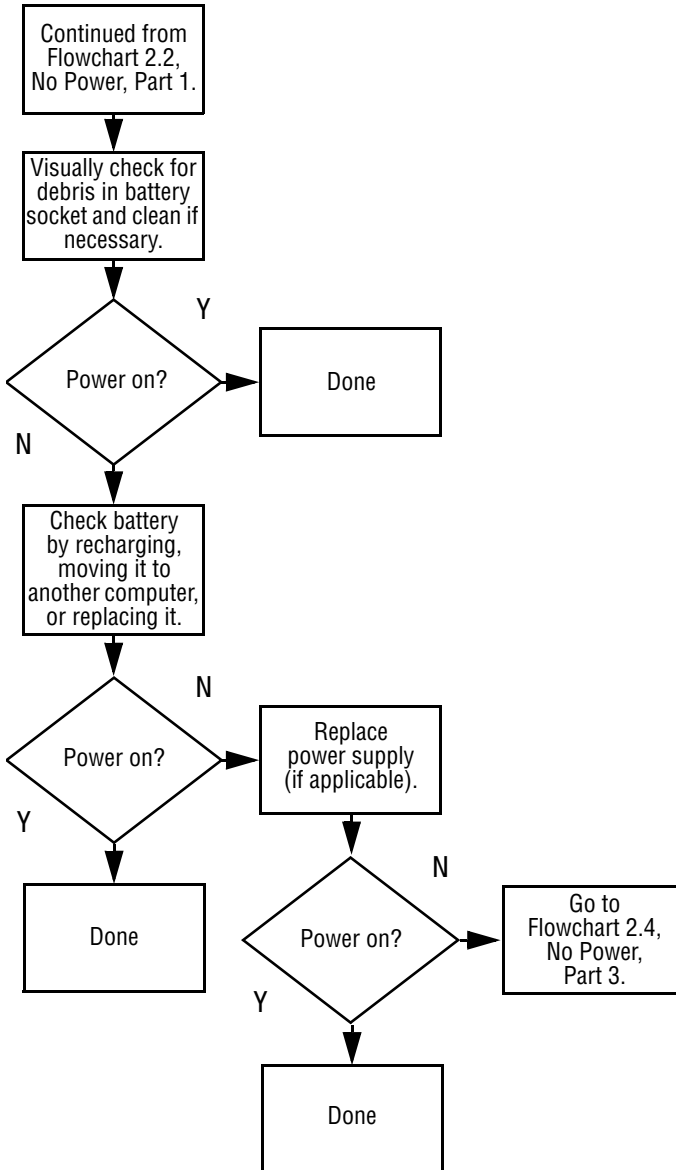 Continued from
Flowchart 2.2,
No Power, Part 1.
Visually check for
debris in battery
socket and clean if
necessary.
Y
Power on?
Done
N
Check battery
by recharging,
moving it to
another computer,
or replacing it.
N
Power on?
Replace
power supply
(if applicable).
Y
Done
N
Power on?
Go to
Flowchart 2.4,
No Power,
Part 3.
Y
Done